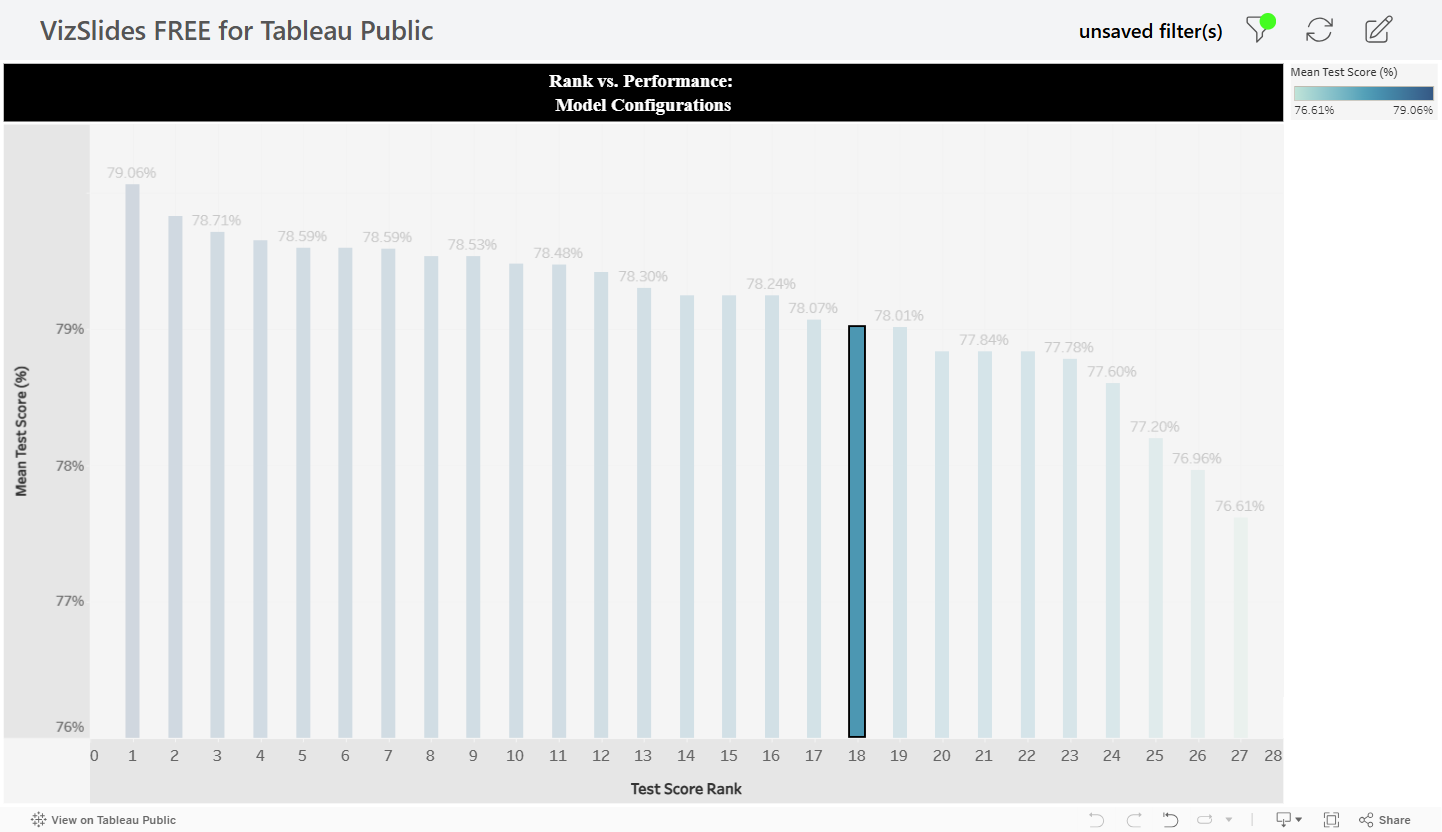 VizSlides FREE for Tableau Public
unsaved filter(s)
Rank vs. Performance:
Model Configurations
Mean Test Score (%)
76.61% 79.06%
79.06%
78.71%
78.59%
78.59%
78.53%
78.48%
78.30%
78.24%
78.07%
78.01%
77.84%
77.78%
77.60%
77.20%
76.96%
76.61%
79%
78%
77%
76%
Mean Test Score (%)
0 1 2 3 4 5 6 7 8 9 10 11 12 13 14 15 16 17 18 19 20 21 22 23 24 25 26 27 28
Test Score Rank
View on Tableau Public
Share